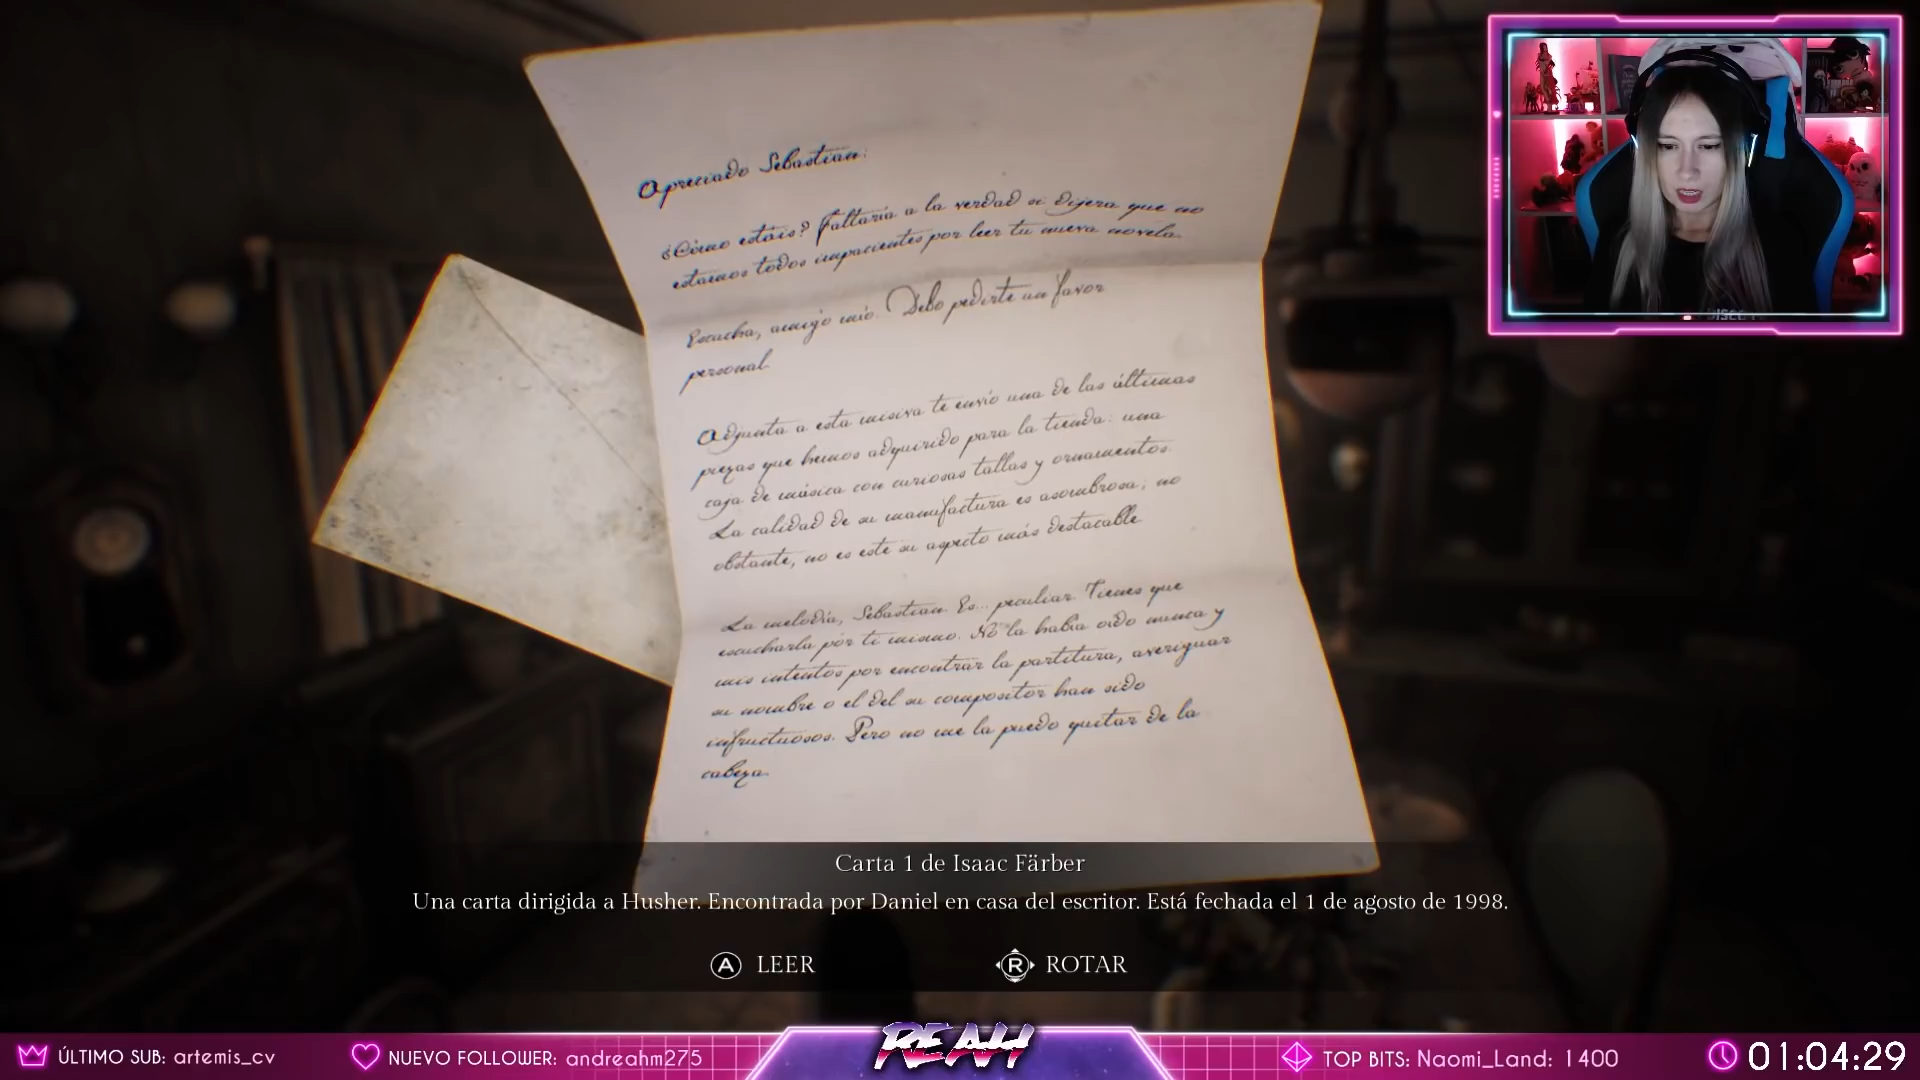 Apreciado Sebastian:
¿Cómo estáis? Faltaría a la verdad si dijera que no
estamos todos impacientes por leer tu nueva novela.
Escucha, amigo mío. Debo pedirte un favor
personal.
Adjunta a esta misiva te envío una de las últimas
piezas que hemos adquirido para la tienda: una
caja de música con curiosas tallas y ornamentos.
La calidad de su manufactura es asombrosa; no
obstante, no es este su aspecto más destacable.
La melodía, Sebastian. Es... peculiar. Tienes que
escucharla por ti mismo. No la había oído nunca y
mis intentos por encontrar la partitura, averiguar
su nombre o el del su compositor han sido
infructuosos. Pero no me la puedo quitar de la
cabeza.
Carta 1 de Isaac Färber
Una carta dirigida a Husher. Encontrada por Daniel en casa del escritor. Está fechada el 1 de agosto de 1998.
A LEER
R ROTAR
REAH
ÚLTIMO SUB: artemis_cv
NUEVO FOLLOWER: andreahm275
TOP BITS: Naomi_Land: 1400
01:04:29